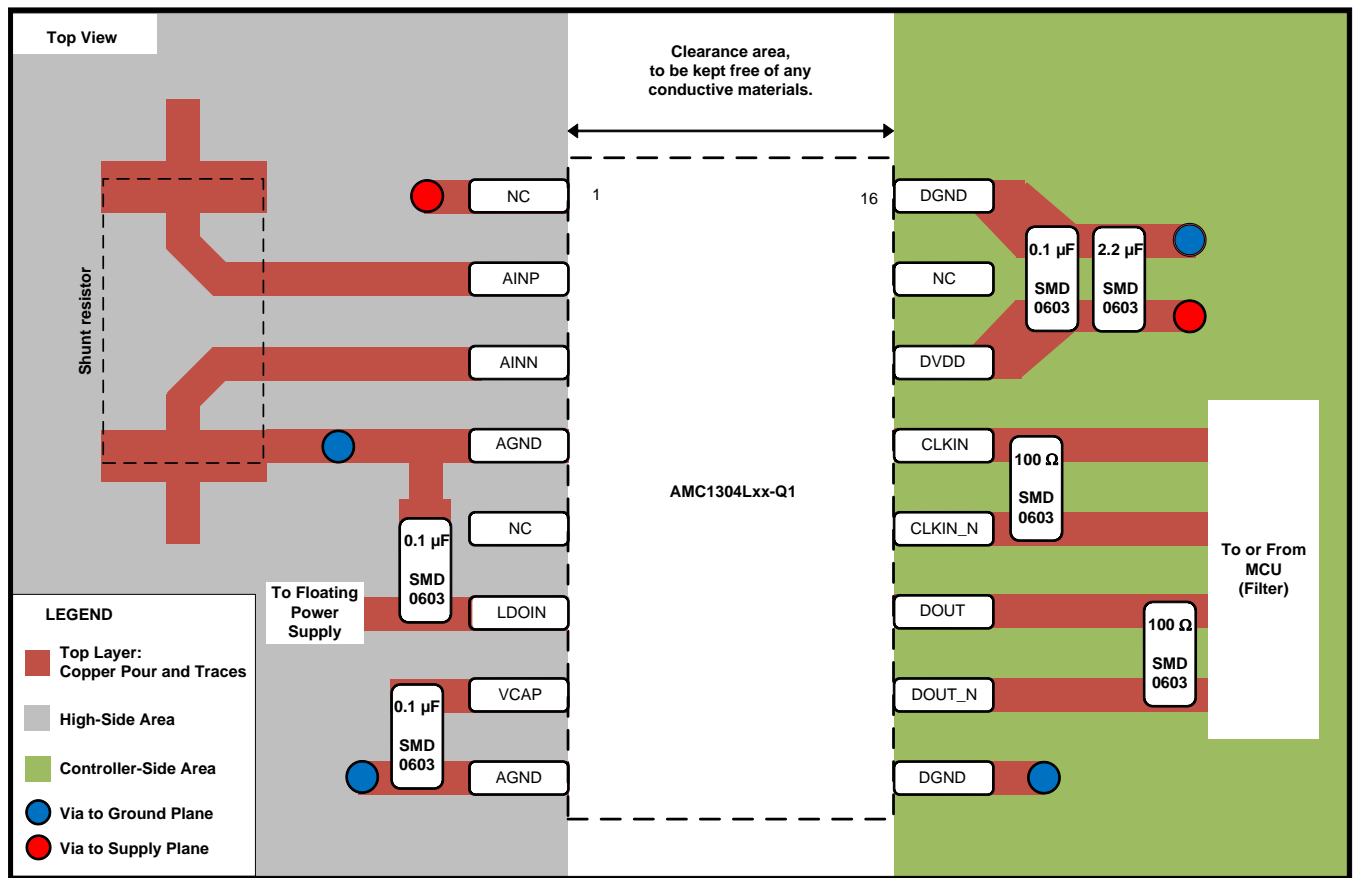 Top View
Clearance area,
to be kept free of any
conductive materials.
Shunt resistor
NC
AINP
AINN
AGND
NC
LDOIN
VCAP
AGND
1
16
AMC1304Lxx-Q1
DGND
NC
DVDD
CLKIN
CLKIN_N
DOUT
DOUT_N
DGND
0.1 µF
SMD
0603
2.2 µF
SMD
0603
100 Ω
SMD
0603
100 Ω
SMD
0603
To or From
MCU
(Filter)
0.1 µF
SMD
0603
To Floating
Power
Supply
0.1 µF
SMD
0603
LEGEND
Top Layer:
Copper Pour and Traces
High-Side Area
Controller-Side Area
Via to Ground Plane
Via to Supply Plane